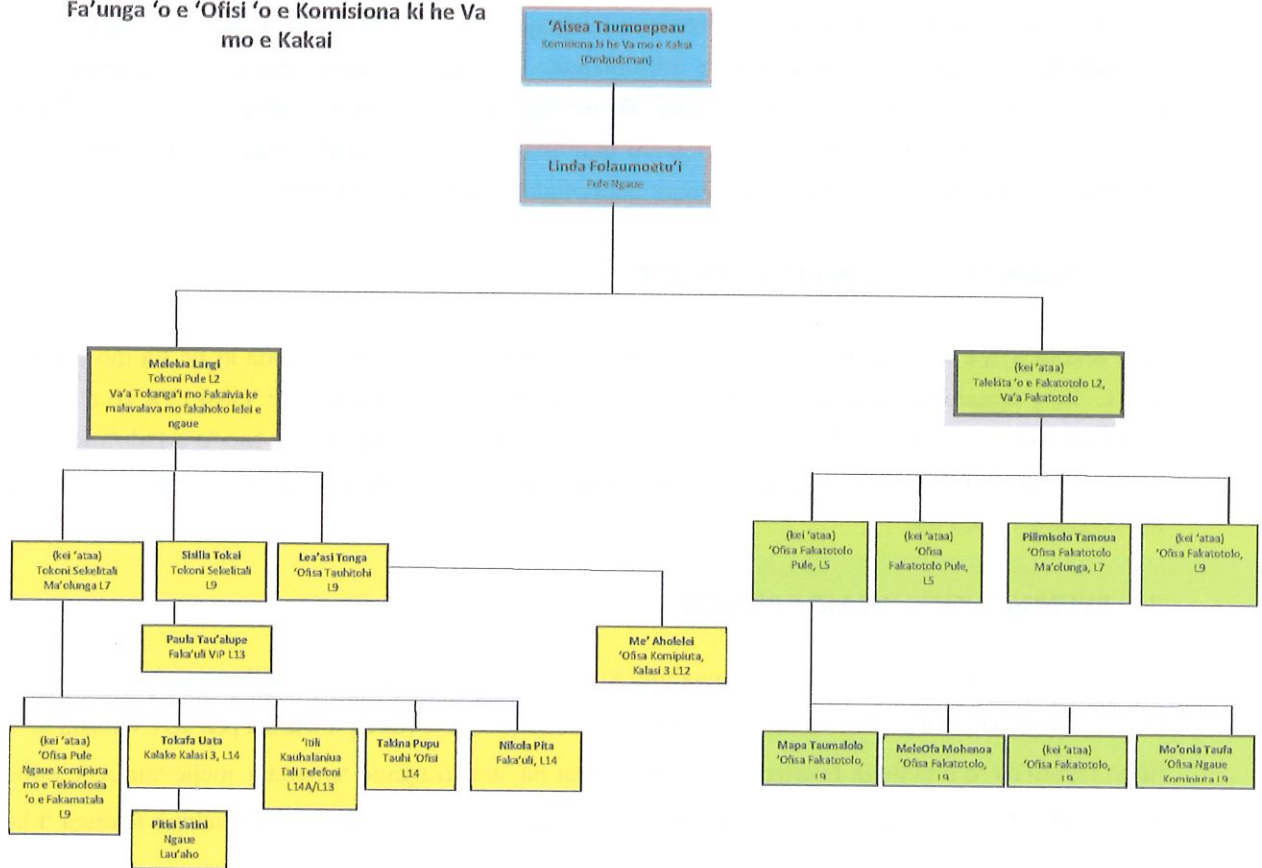 Fa'unga 'o e 'Ofisi 'o e Komisiona ki he Va
mo e Kakai
'Aisea Taumoepeau
Komisiona ki he Va mo e Kakai
(Ombudsman)
Linda Folaumoetu'i
Pule Ngaue
Melelua Langi
Tokoni Pule L2
Va'a Tokanga'i mo Fakaivia ke
malavalava mo fakahoko lelei e
ngaue
(kei 'ataa)
Talekita 'o e Fakatotolo L2,
Va'a Fakatotolo
(kei 'ataa)
Tokoni Sekelitali
Ma'olunga L7
Sisilia Tokai
Tokoni Sekelitali
L9
Lea'asi Tonga
'Ofisa Tauhitohi
L9
(kei 'ataa)
'Ofisa Fakatotolo
Pule, L5
(kei 'ataa)
'Ofisa
Fakatotolo Pule,
L5
Pilimisolo Tamoua
'Ofisa Fakatotolo
Ma'olunga, L7
(kei 'ataa)
'Ofisa Fakatotolo,
L9
Paula Tau'alupe
Faka'uli VIP L13
Me' Aholelei
'Ofisa Komipiuta,
Kalasi 3 L12
(kei 'ataa)
'Ofisa Pule
Ngaue Komipiuta
mo e Tekinolosia
'o e Fakamatala
L9
Tokafa Uata
Kalake Kalasi 3, L14
'Itili
Kauhalaniua
Tali Telefoni
L14A/L13
Takina Pupu
Tauhi 'Ofisi
L14
Nikola Pita
Faka'uli, L14
Mapa Taumalolo
'Ofisa Fakatotolo,
L9
MeleOfa Mohenoa
'Ofisa Fakatotolo,
L9
(kei 'ataa)
'Ofisa Fakatotolo,
L9
Mo'onia Taufa
'Ofisa Ngaue
Komipiuta L9
Pitisi Satini
Ngaue
Lau'aho